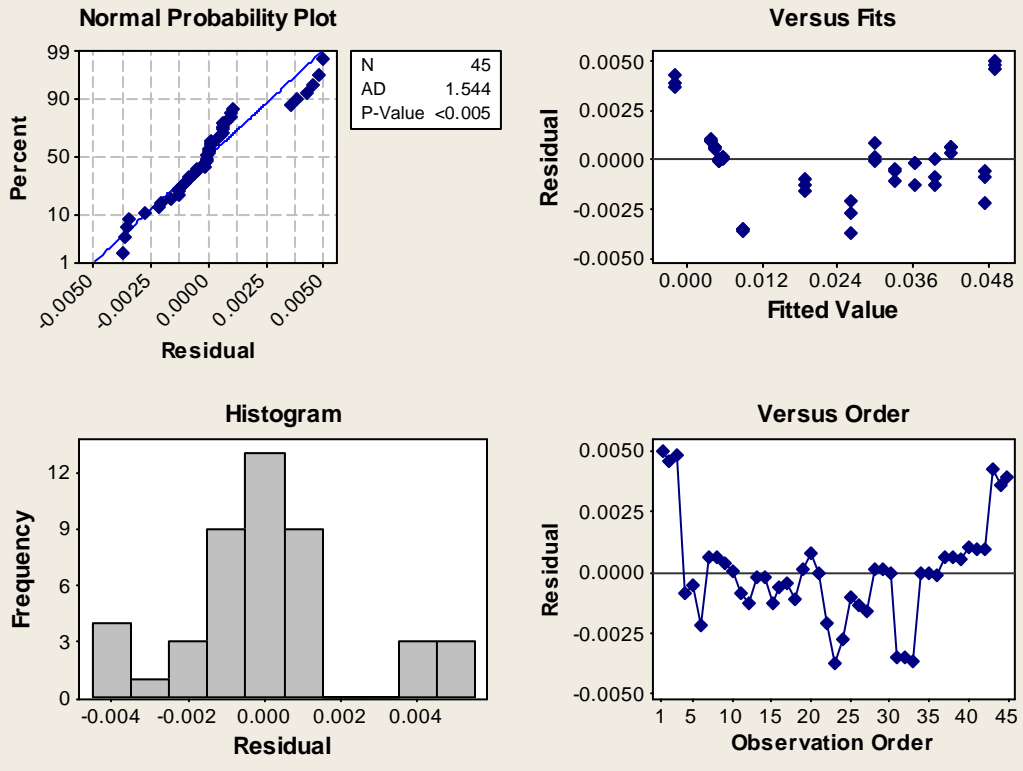 Normal Probability Plot
99
90
50
10
1
Percent
-0.0050
-0.0025
0.0000
0.0025
0.0050
Residual
N 45
AD 1.544
P-Value <0.005
Versus Fits
0.0050
0.0025
0.0000
-0.0025
-0.0050
Residual
0.000 0.012 0.024 0.036 0.048
Fitted Value
Histogram
12
9
6
3
0
Frequency
-0.004 -0.002 0.000 0.002 0.004
Residual
Versus Order
0.0050
0.0025
0.0000
-0.0025
-0.0050
Residual
1 5 10 15 20 25 30 35 40 45
Observation Order